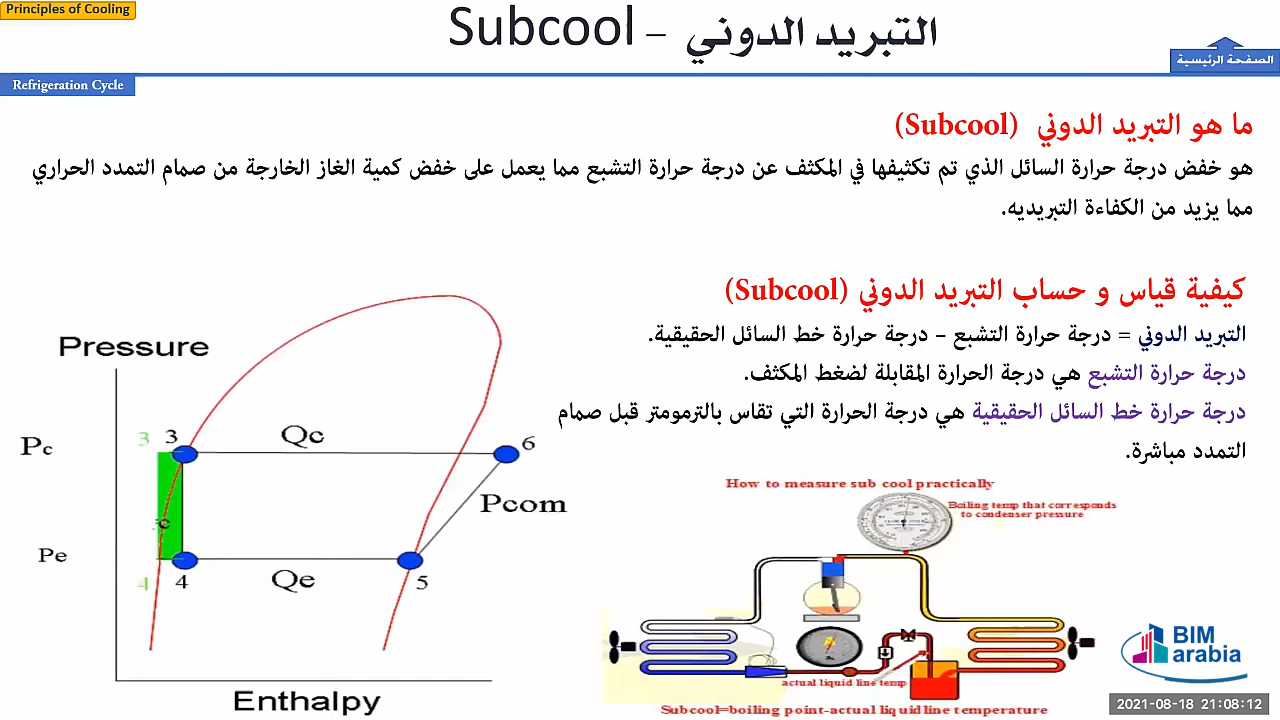 Principles of Cooling
التبريد الدوني – Subcool
الصفحة الرئيسية
Refrigeration Cycle
ما هو التبريد الدوني (Subcool)
هو خفض درجة حرارة السائل الذي تم تكثيفها في المكثف عن درجة حرارة التشبع مما يعمل على خفض كمية الغاز الخارجة من صمام التمدد الحراري
مما يزيد من الكفاءة التبريديه.
كيفية قياس و حساب التبريد الدوني (Subcool)
التبريد الدوني = درجة حرارة التشبع – درجة حرارة خط السائل الحقيقية.
درجة حرارة التشبع هي درجة الحرارة المقابلة لضغط المكثف.
درجة حرارة خط السائل الحقيقية هي درجة الحرارة التي تقاس بالترمومتر قبل صمام
التمدد مباشرة.
Pressure
Pc
3 3
Qc
6
Pcom
Pe
4 4
Qe
5
Enthalpy
How to measure sub cool practically
Boiling temp that corresponds
to condenser pressure
actual liquid line temp
Subcool=boiling point-actual liquid line temperature
BIM
arabia
2021-08-18 21:08:12